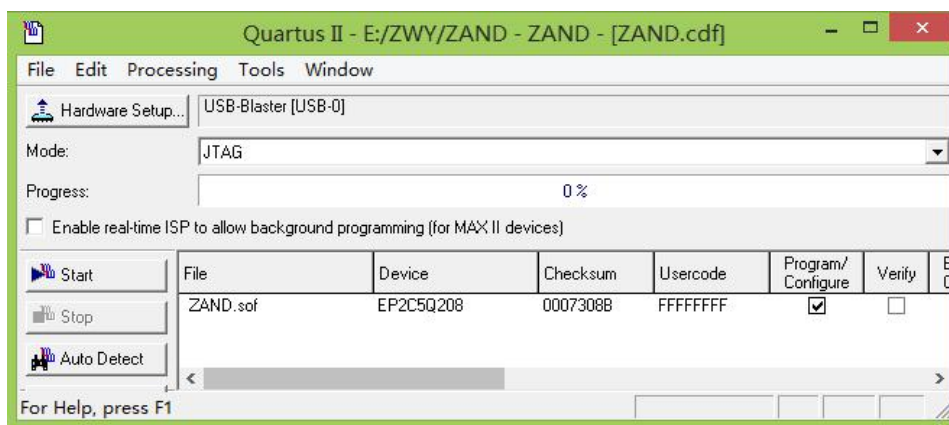 Quartus II - E:/ZWY/ZAND - ZAND - [ZAND.cdf]
File Edit Processing Tools Window
Hardware Setup... USB-Blaster [USB-0]
Mode: JTAG
Progress: 0 %
Enable real-time ISP to allow background programming (for MAX II devices)
Start File Device Checksum Usercode Program/ Configure Verify
ZAND.sof EP2C5Q208 0007308B FFFFFFFF
Stop
Auto Detect
For Help, press F1